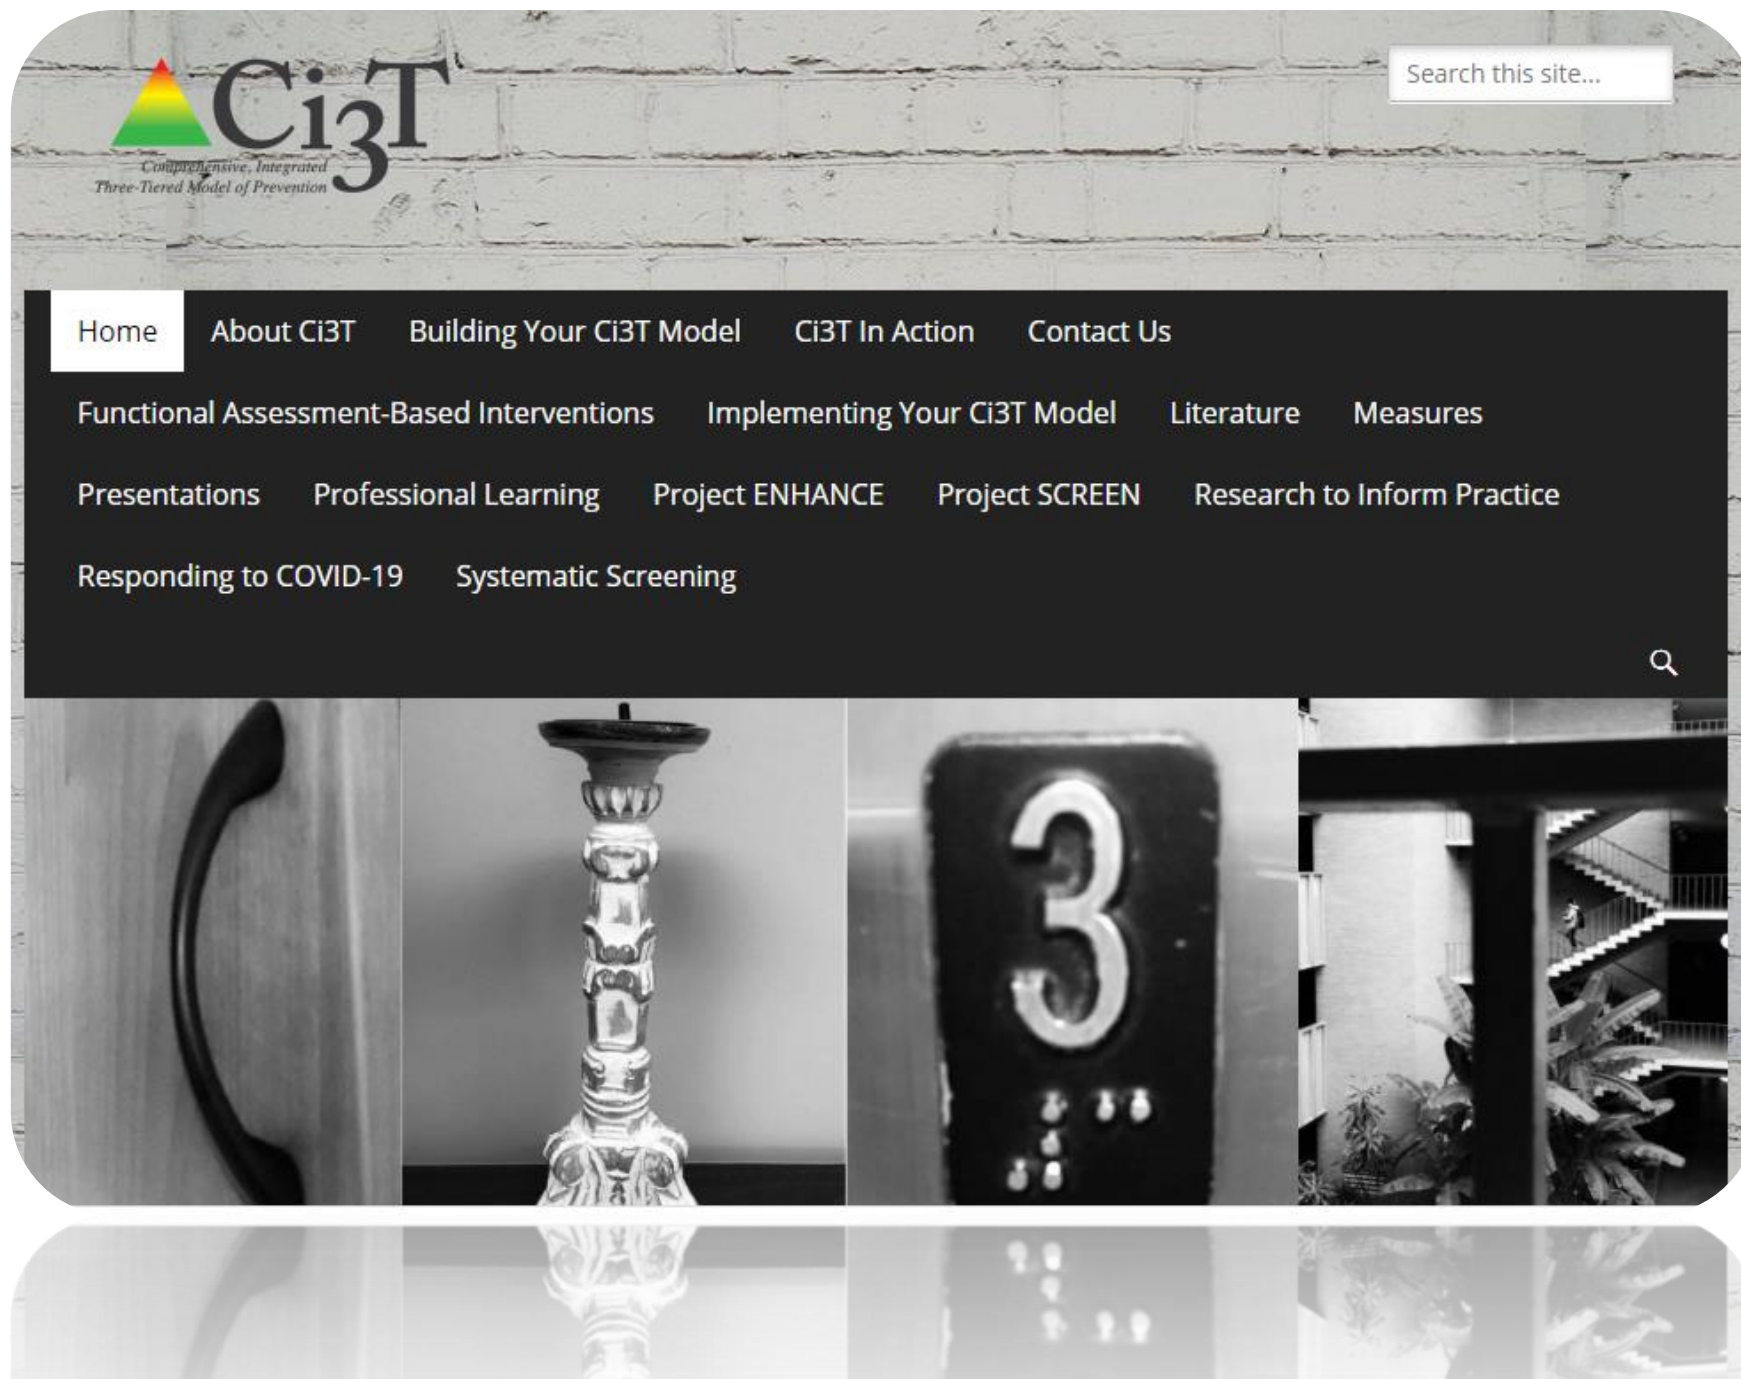 Ci3T
Search this site...
Comprehensive, Integrated
Three-Tiered Model of Prevention
Home About Ci3T Building Your Ci3T Model Ci3T In Action Contact Us
Functional Assessment-Based Interventions Implementing Your Ci3T Model Literature Measures
Presentations Professional Learning Project ENHANCE Project SCREEN Research to Inform Practice
Responding to COVID-19 Systematic Screening
3